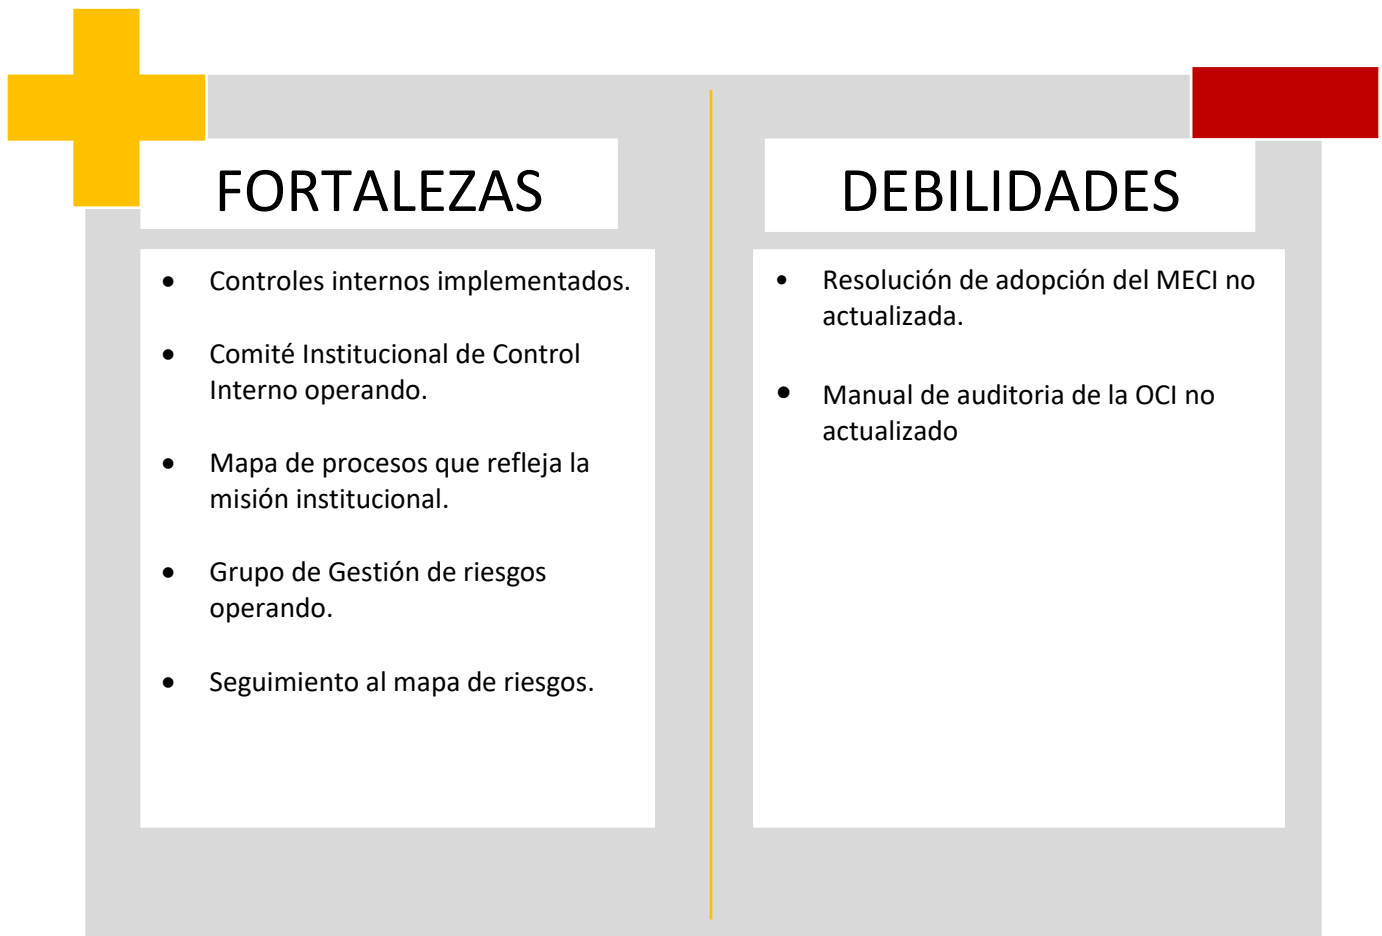 FORTALEZAS
• Controles internos implementados.
• Comité Institucional de Control
Interno operando.
• Mapa de procesos que refleja la
misión institucional.
• Grupo de Gestión de riesgos
operando.
• Seguimiento al mapa de riesgos.
DEBILIDADES
• Resolución de adopción del MECI no
actualizada.
• Manual de auditoria de la OCI no
actualizado